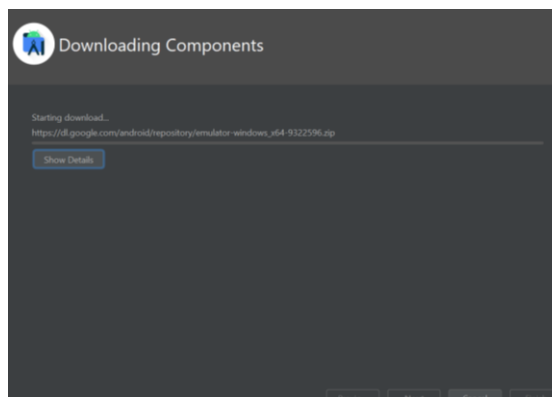 Downloading Components
Starting download...
https://dl.google.com/android/repository/emulator-windows_x64-9322596.zip
Show Details